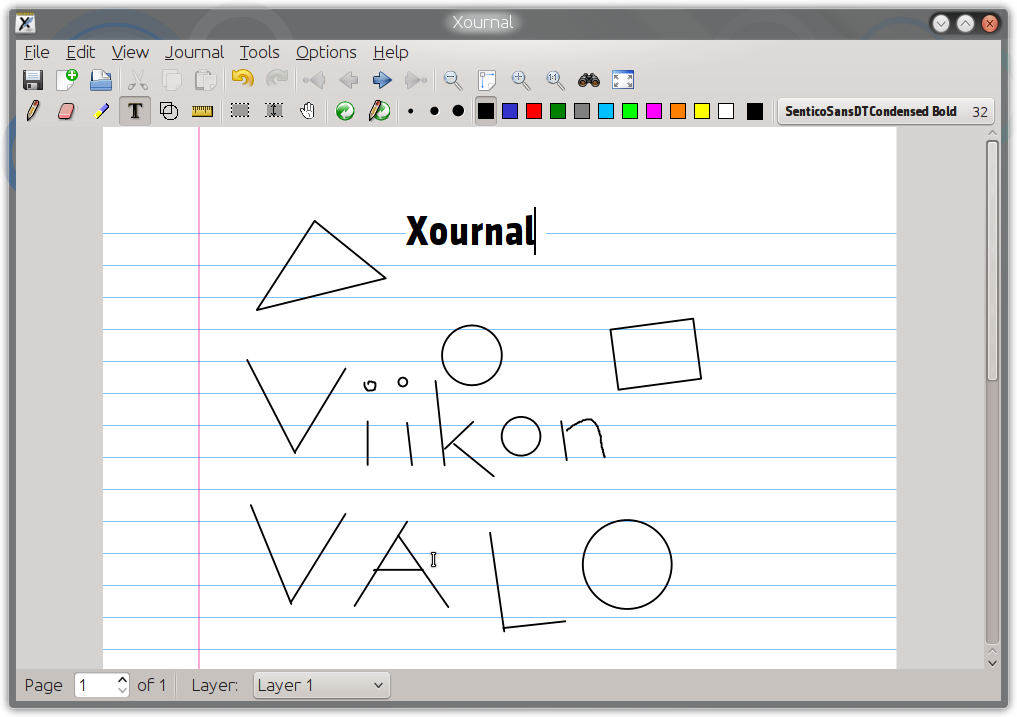 Xournal
File Edit View Journal Tools Options Help
T SenticoSansDTCondensed Bold 32
Xournal
Viikon
VALO
Page 1 of 1 Layer: Layer 1